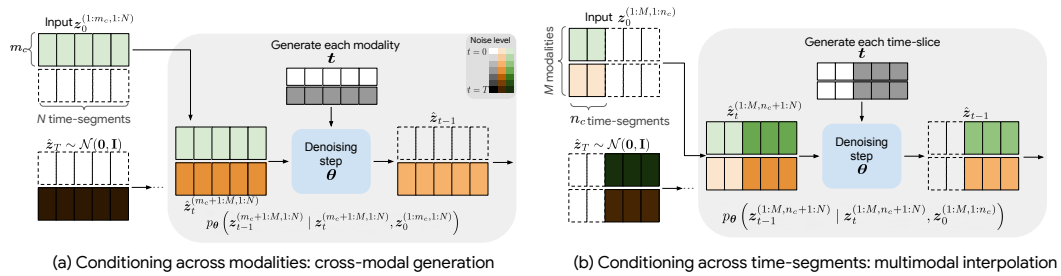 Input z_0^{(1:m_c,1:N)}
m_c
N time-segments
ẑ_T ∼ N(0, I)
Generate each modality
t
Noise level
t = 0
t = T
Denoising
step
θ
ẑ_{t-1}
ẑ_t^{(m_c+1:M,1:N)}
p_θ ( z_{t-1}^{(m_c+1:M,1:N)} | z_t^{(m_c+1:M,1:N)}, z_0^{(1:m_c,1:N)} )
(a) Conditioning across modalities: cross-modal generation
Input z_0^{(1:M,1:n_c)}
M modalities
n_c time-segments
ẑ_T ∼ N(0, I)
Generate each time-slice
t
ẑ_t^{(1:M,n_c+1:N)}
Denoising
step
θ
ẑ_{t-1}
p_θ ( z_{t-1}^{(1:M,n_c+1:N)} | z_t^{(1:M,n_c+1:N)}, z_0^{(1:M,1:n_c)} )
(b) Conditioning across time-segments: multimodal interpolation